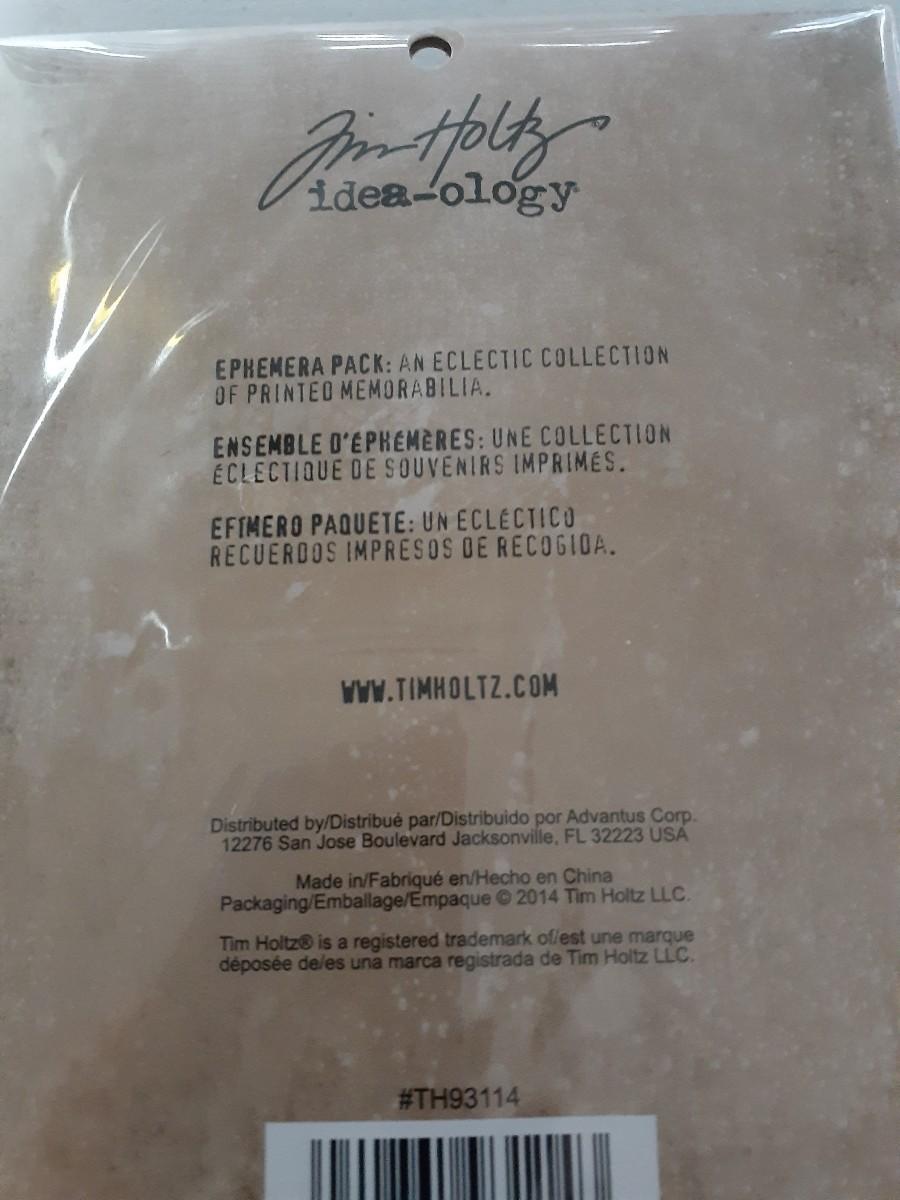 Tim Holtz
idea-ology
EPHEMERA PACK: AN ECLECTIC COLLECTION
OF PRINTED MEMORABILIA.
ENSEMBLE D'ÉPHÉMÈRES: UNE COLLECTION
ÉCLECTIQUE DE SOUVENIRS IMPRIMÉS.
EFÍMERO PAQUETE: UN ECLÉCTICO
RECUERDOS IMPRESOS DE RECOGIDA.
WWW.TIMHOLTZ.COM
Distributed by/Distribué par/Distribuido por Advantus Corp.
12276 San Jose Boulevard Jacksonville, FL 32223 USA
Made in/Fabriqué en/Hecho en China
Packaging/Emballage/Empaque © 2014 Tim Holtz LLC.
Tim Holtz® is a registered trademark of/est une marque
déposée de/es una marca registrada de Tim Holtz LLC.
#TH93114